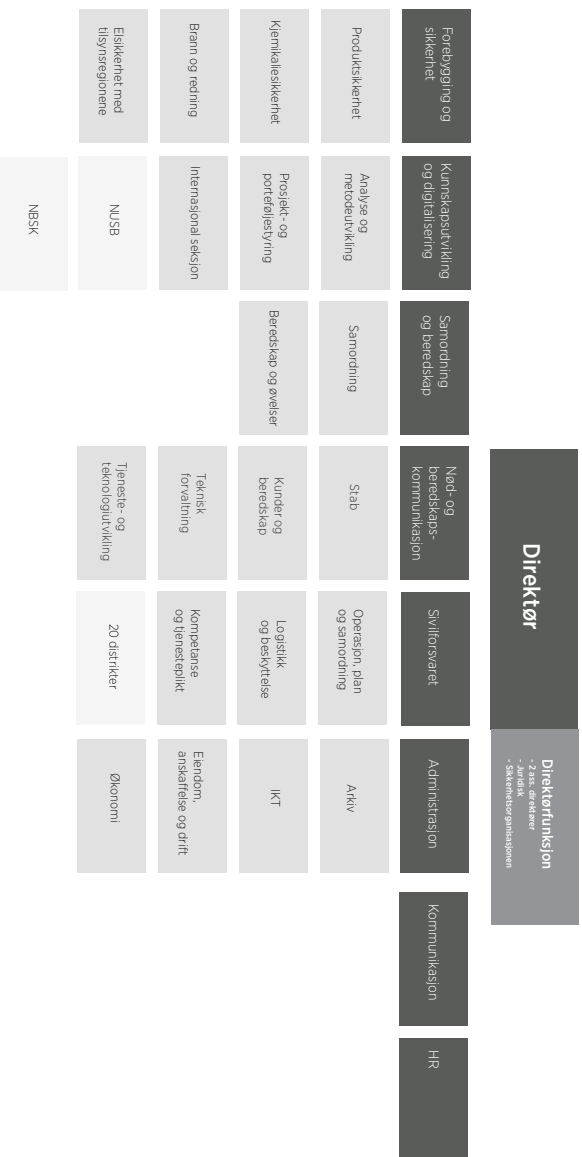 Direktør
Direktørfunksjon
- 2 ass. direktører
- Juridisk
- Sikkerhetsorganisasjonen
Forebygging og
sikkerhet
Produktsikkerhet
Kjemikaliesikkerhet
Brann og redning
Elsikkerhet med
tilsynsregionene
Kunnskapsutvikling
og digitalisering
Analyse og
metodeutvikling
Prosjekt- og
porteføljestyring
Internasjonal seksjon
NUSB
NBSK
Samordning
og beredskap
Samordning
Beredskap og øvelser
Nød- og
beredskaps-
kommunikasjon
Stab
Kunder og
beredskap
Teknisk
forvaltning
Tjeneste- og
teknologiutvikling
Sivilforsvaret
Operasjon, plan
og samordning
Logistikk
og beskyttelse
Kompetanse
og tjenesteplikt
20 distrikter
Administrasjon
Arkiv
IKT
Eiendom,
anskaffelse og drift
Økonomi
Kommunikasjon
HR